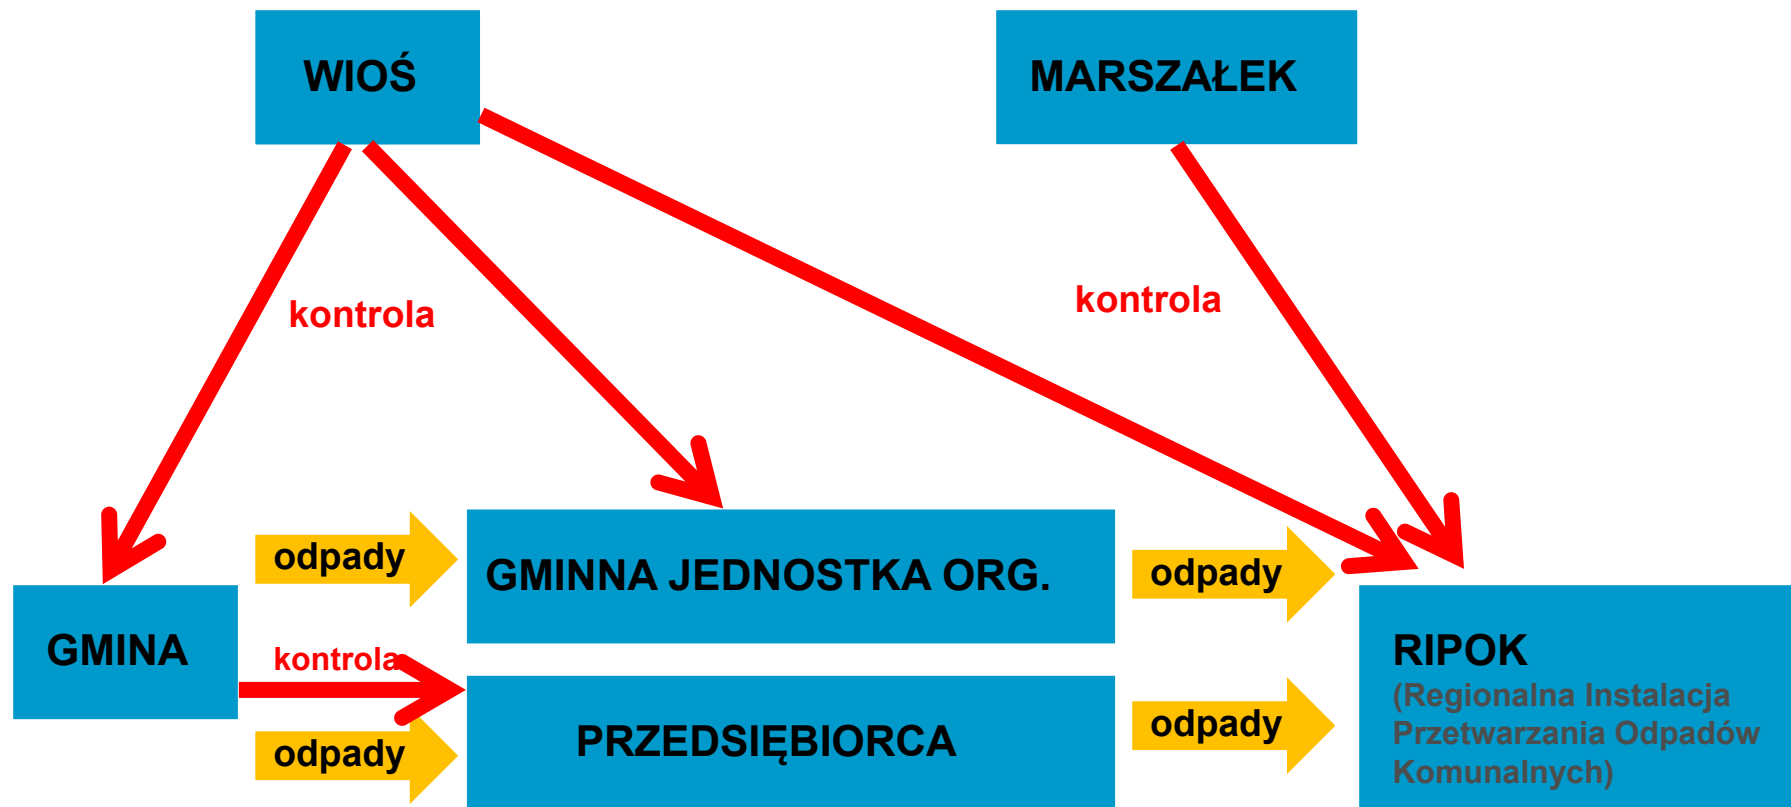 WIOŚ
MARSZAŁEK
kontrola
kontrola
odpady
GMINNA JEDNOSTKA ORG.
odpady
GMINA
kontrola
RIPOK
(Regionalna Instalacja
Przetwarzania Odpadów
Komunalnych)
odpady
PRZEDSIĘBIORCA
odpady